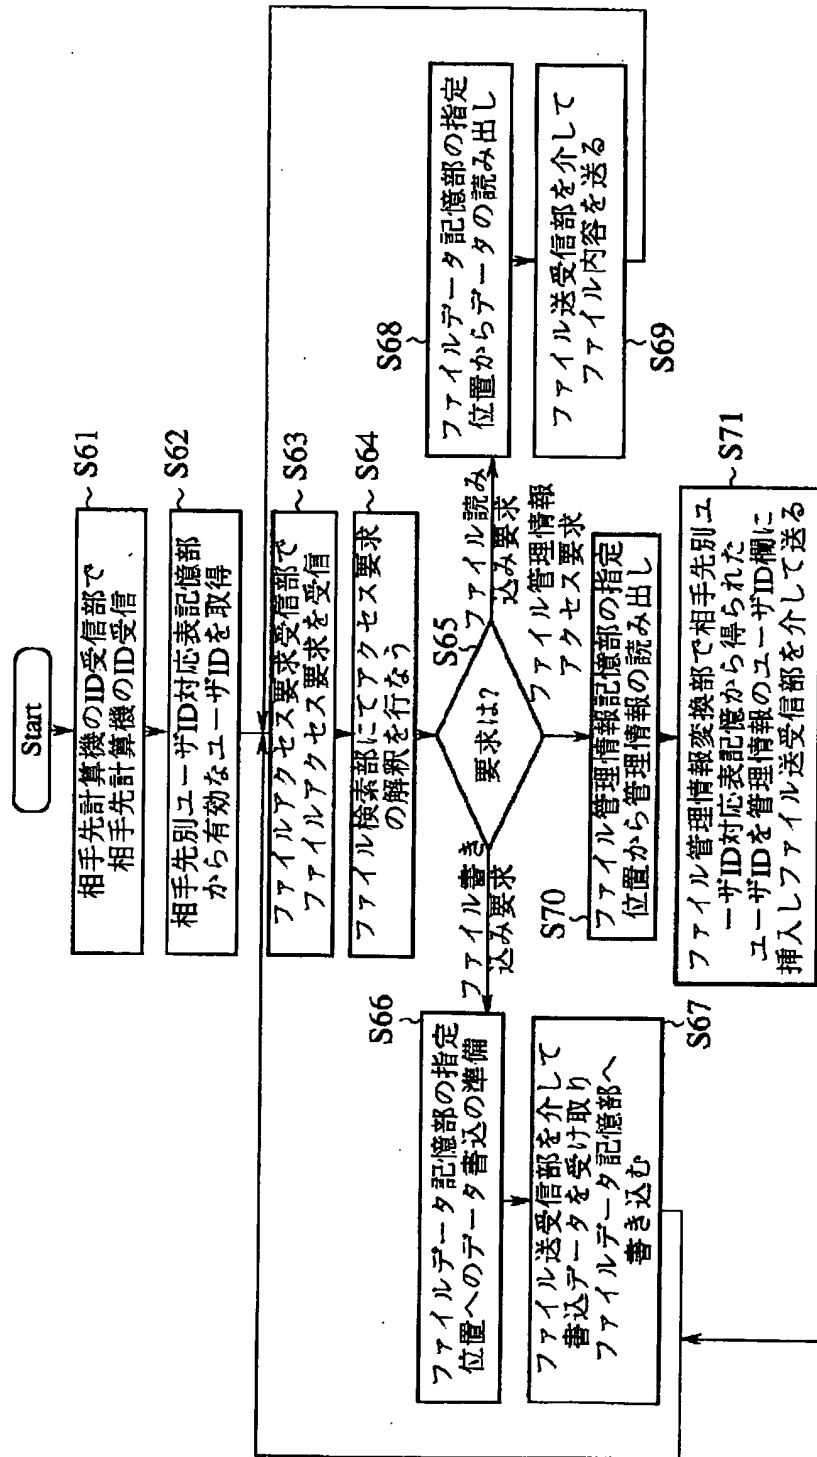 Start
相手先計算機のID受信部で
相手先計算機のID受信
S61
相手先別ユーザID対応表記憶部
から有効なユーザIDを取得
S62
ファイルアクセス要求受信部で
ファイルアクセス要求を受信
S63
ファイル検索部にてアクセス要求
の解釈を行なう
S64
要求は?
S65
ファイル書き
込み要求
ファイル読み
込み要求
ファイル管理情報
アクセス要求
S66
ファイルデータ記憶部の指定
位置へのデータ書込の準備
ファイル送受信部を介して
書込データを受け取り
ファイルデータ記憶部へ
書き込む
S67
S68
ファイルデータ記憶部の指定
位置からデータの読み出し
ファイル送受信部を介して
ファイル内容を送る
S69
S70
ファイル管理情報記憶部の指定
位置から管理情報の読み出し
S71
ファイル管理情報変換部で相手先別ユ
ーザID対応表記憶から得られた
ユーザIDを管理情報のユーザID欄に
挿入しファイル送受信部を介して送る